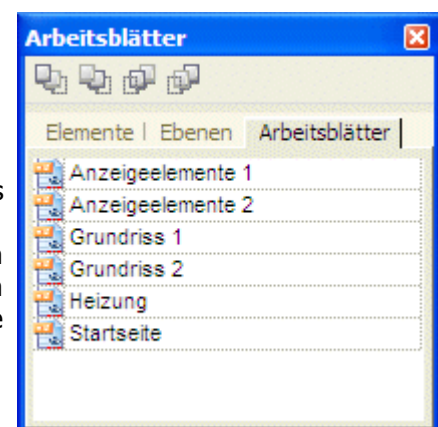 Arbeitsblätter
Elemente Ebenen Arbeitsblätter
Anzeigeelemente 1
Anzeigeelemente 2
Grundriss 1
Grundriss 2
Heizung
Startseite